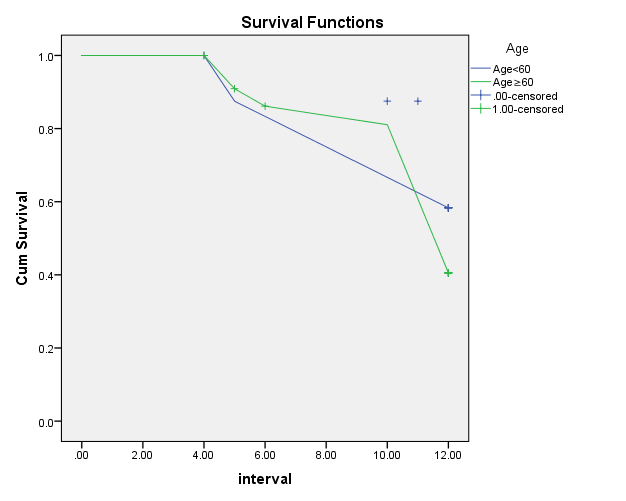 Survival Functions
Age
Age<60
Age≥60
.00-censored
1.00-censored
Cum Survival
1.0
0.8
0.6
0.4
0.2
0.0
.00 2.00 4.00 6.00 8.00 10.00 12.00
interval